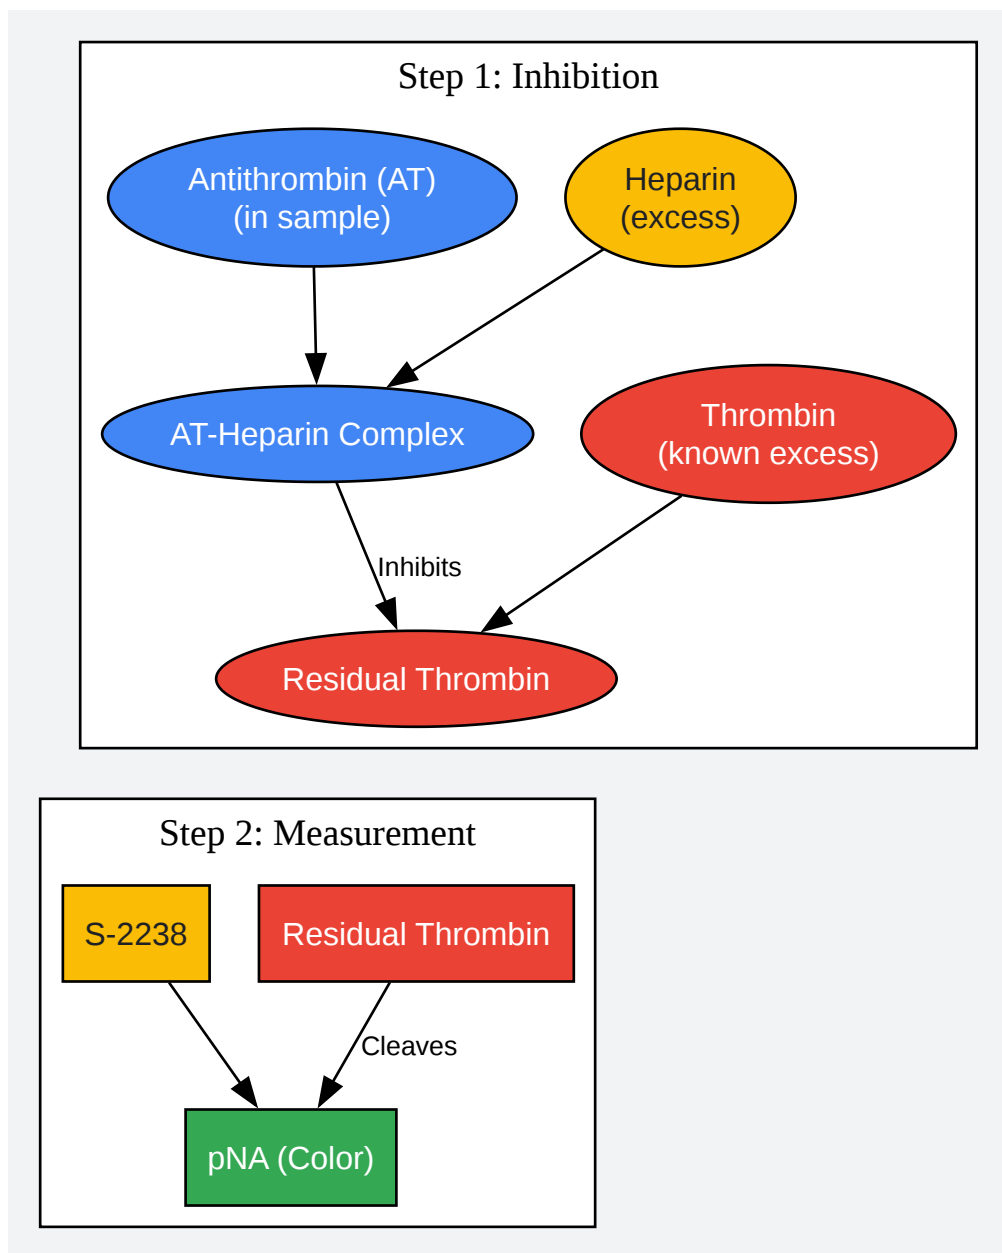 Step 1: Inhibition
Antithrombin (AT)
(in sample)
Heparin
(excess)
AT-Heparin Complex
Thrombin
(known excess)
Inhibits
Residual Thrombin
Step 2: Measurement
S-2238
Residual Thrombin
Cleaves
pNA (Color)